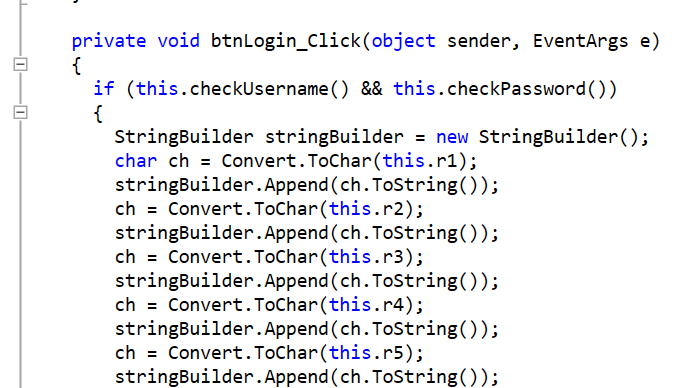 private void btnLogin_Click(object sender, EventArgs e)
{
if (this.checkUsername() && this.checkPassword())
{
StringBuilder stringBuilder = new StringBuilder();
char ch = Convert.ToChar(this.r1);
stringBuilder.Append(ch.ToString());
ch = Convert.ToChar(this.r2);
stringBuilder.Append(ch.ToString());
ch = Convert.ToChar(this.r3);
stringBuilder.Append(ch.ToString());
ch = Convert.ToChar(this.r4);
stringBuilder.Append(ch.ToString());
ch = Convert.ToChar(this.r5);
stringBuilder.Append(ch.ToString());